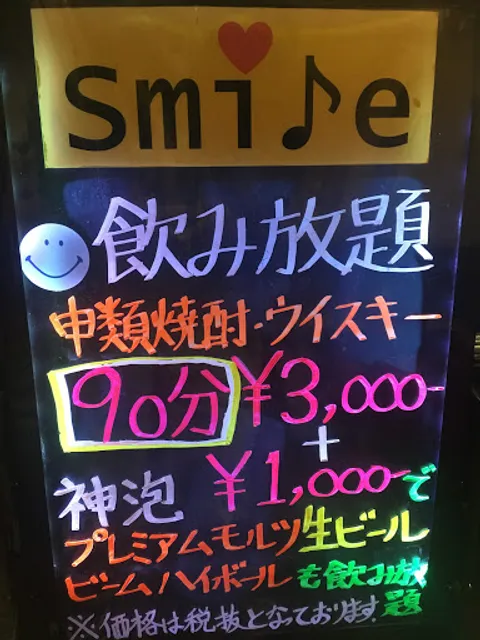 Smile
飲み放題
甲類焼酎・ウイスキー
90分 ¥3,000-
+
神泡 ¥1,000-で
プレミアムモルツ生ビール
ビームハイボールも飲み放題
※価格は税抜となっております。